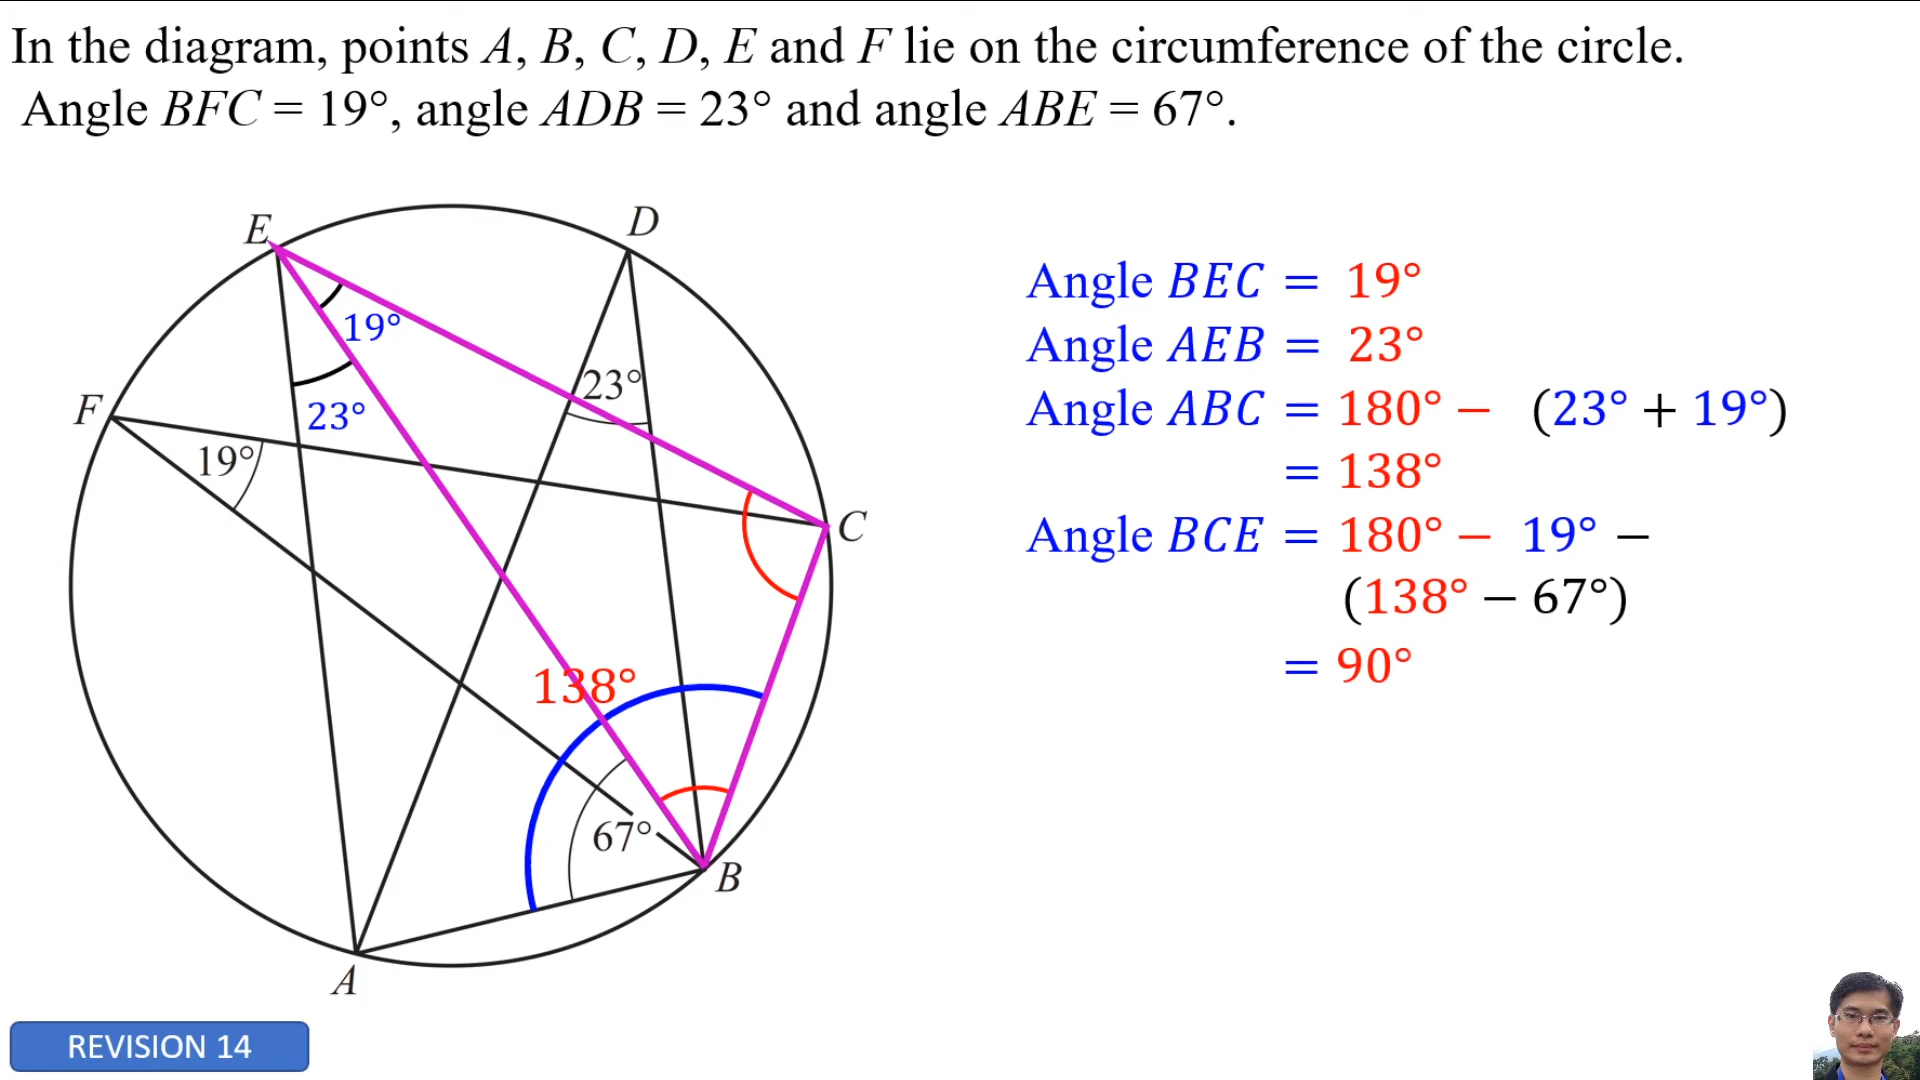 In the diagram, points A, B, C, D, E and F lie on the circumference of the circle.
Angle BFC = 19°, angle ADB = 23° and angle ABE = 67°.
E
D
19°
23°
F
23°
19°
C
138°
67°
B
A
Angle BEC = 19°
Angle AEB = 23°
Angle ABC = 180° − (23° + 19°)
= 138°
Angle BCE = 180° − 19° −
(138° − 67°)
= 90°
REVISION 14